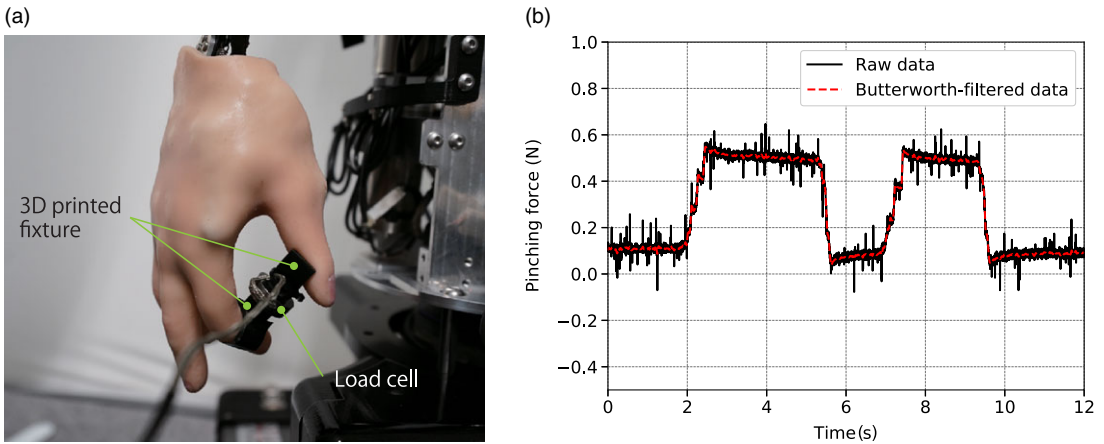 (a)
3D printed
fixture
Load cell
(b)
Raw data
Butterworth-filtered data
Pinching force (N)
1.0
0.8
0.6
0.4
0.2
0.0
−0.2
−0.4
0 2 4 6 8 10 12
Time(s)